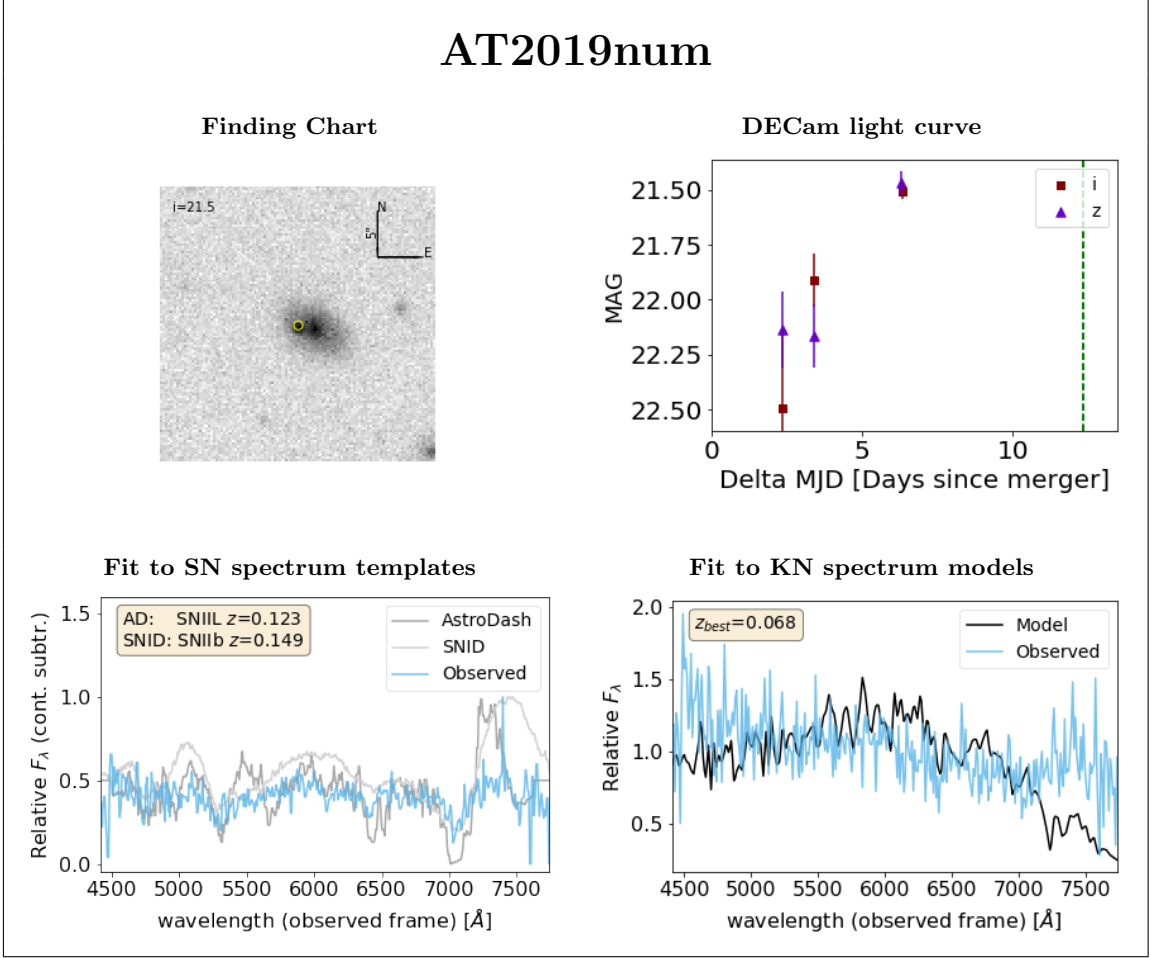 AT2019num
Finding Chart
i=21.5
N
5"
E
DECam light curve
21.50
21.75
22.00
22.25
22.50
MAG
i
z
0
5
10
Delta MJD [Days since merger]
Fit to SN spectrum templates
1.5
1.0
0.5
0.0
Relative Fλ (cont. subtr.)
AD: SNIIL z=0.123
SNID: SNIIb z=0.149
AstroDash
SNID
Observed
4500 5000 5500 6000 6500 7000 7500
wavelength (observed frame) [Å]
Fit to KN spectrum models
2.0
1.5
1.0
0.5
Relative Fλ
zbest=0.068
Model
Observed
4500 5000 5500 6000 6500 7000 7500
wavelength (observed frame) [Å]